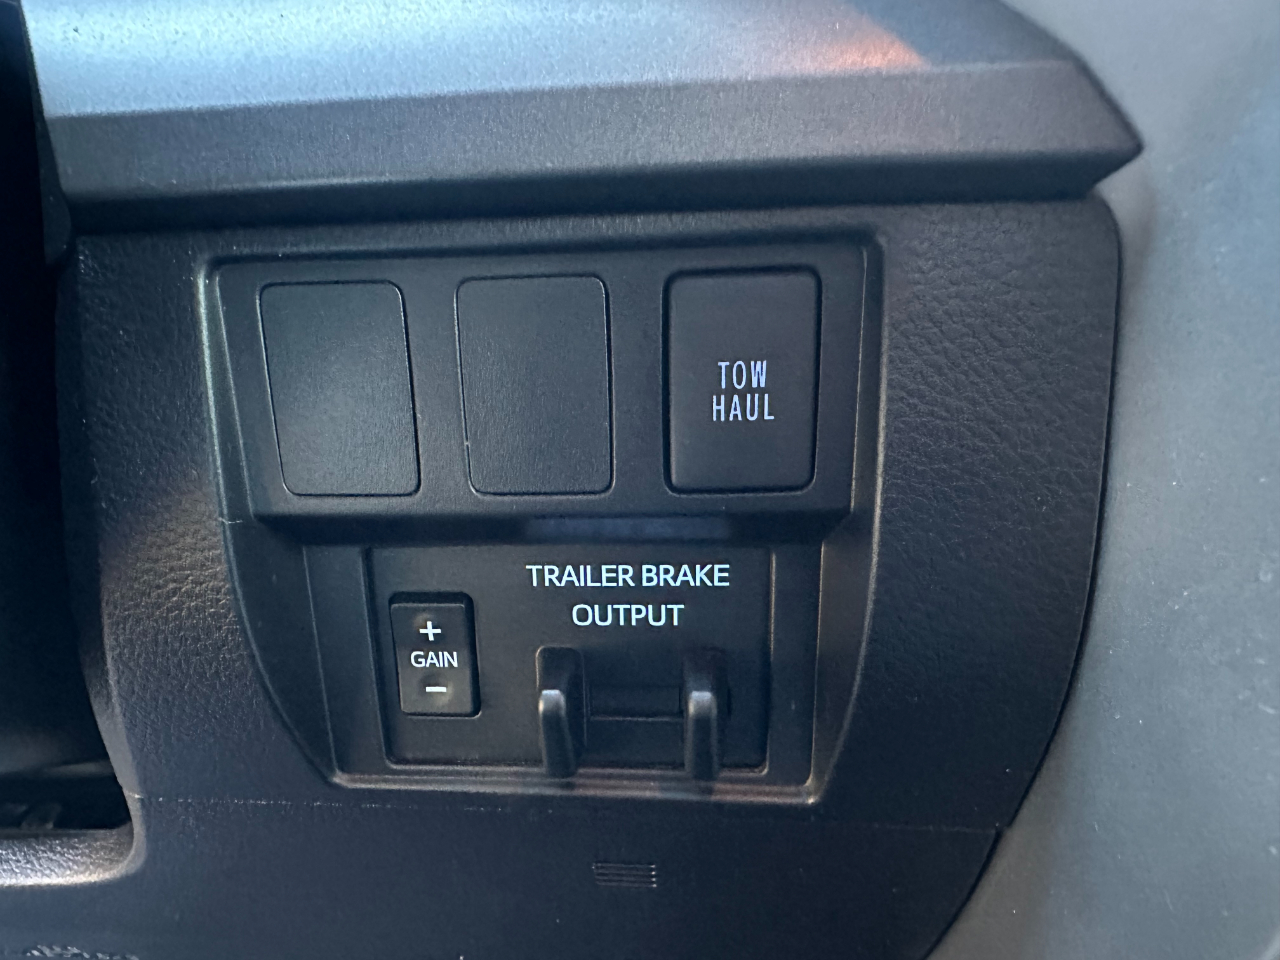 TOW
HAUL
TRAILER BRAKE
OUTPUT
+
GAIN
−